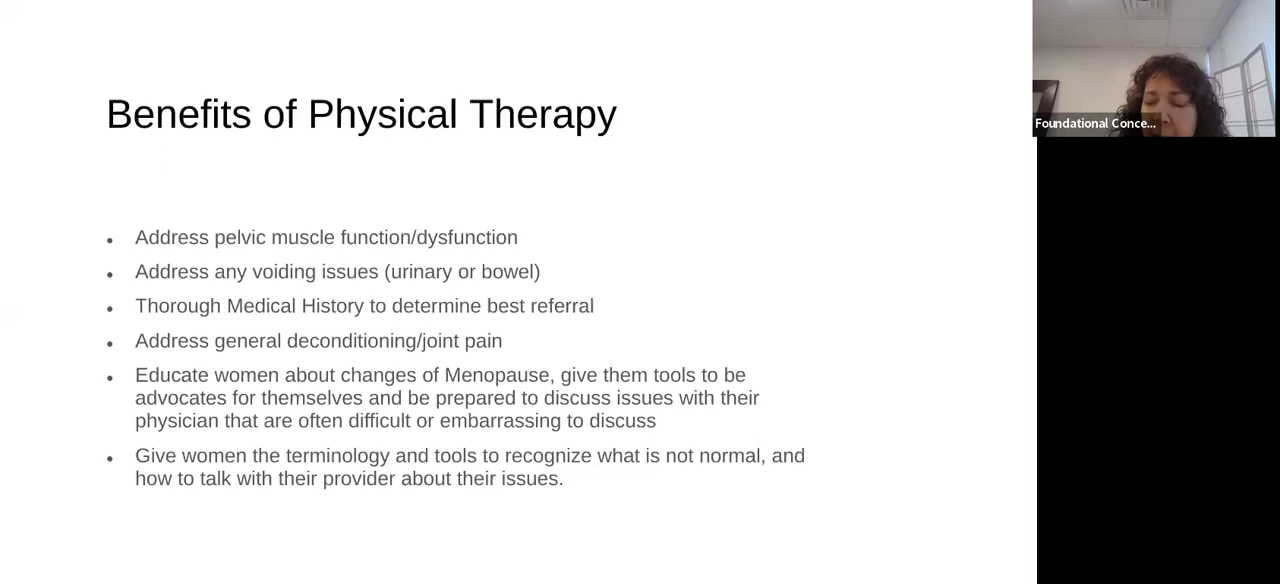 Benefits of Physical Therapy
Foundational Conce...
• Address pelvic muscle function/dysfunction
• Address any voiding issues (urinary or bowel)
• Thorough Medical History to determine best referral
• Address general deconditioning/joint pain
• Educate women about changes of Menopause, give them tools to be
advocates for themselves and be prepared to discuss issues with their
physician that are often difficult or embarrassing to discuss
• Give women the terminology and tools to recognize what is not normal, and
how to talk with their provider about their issues.